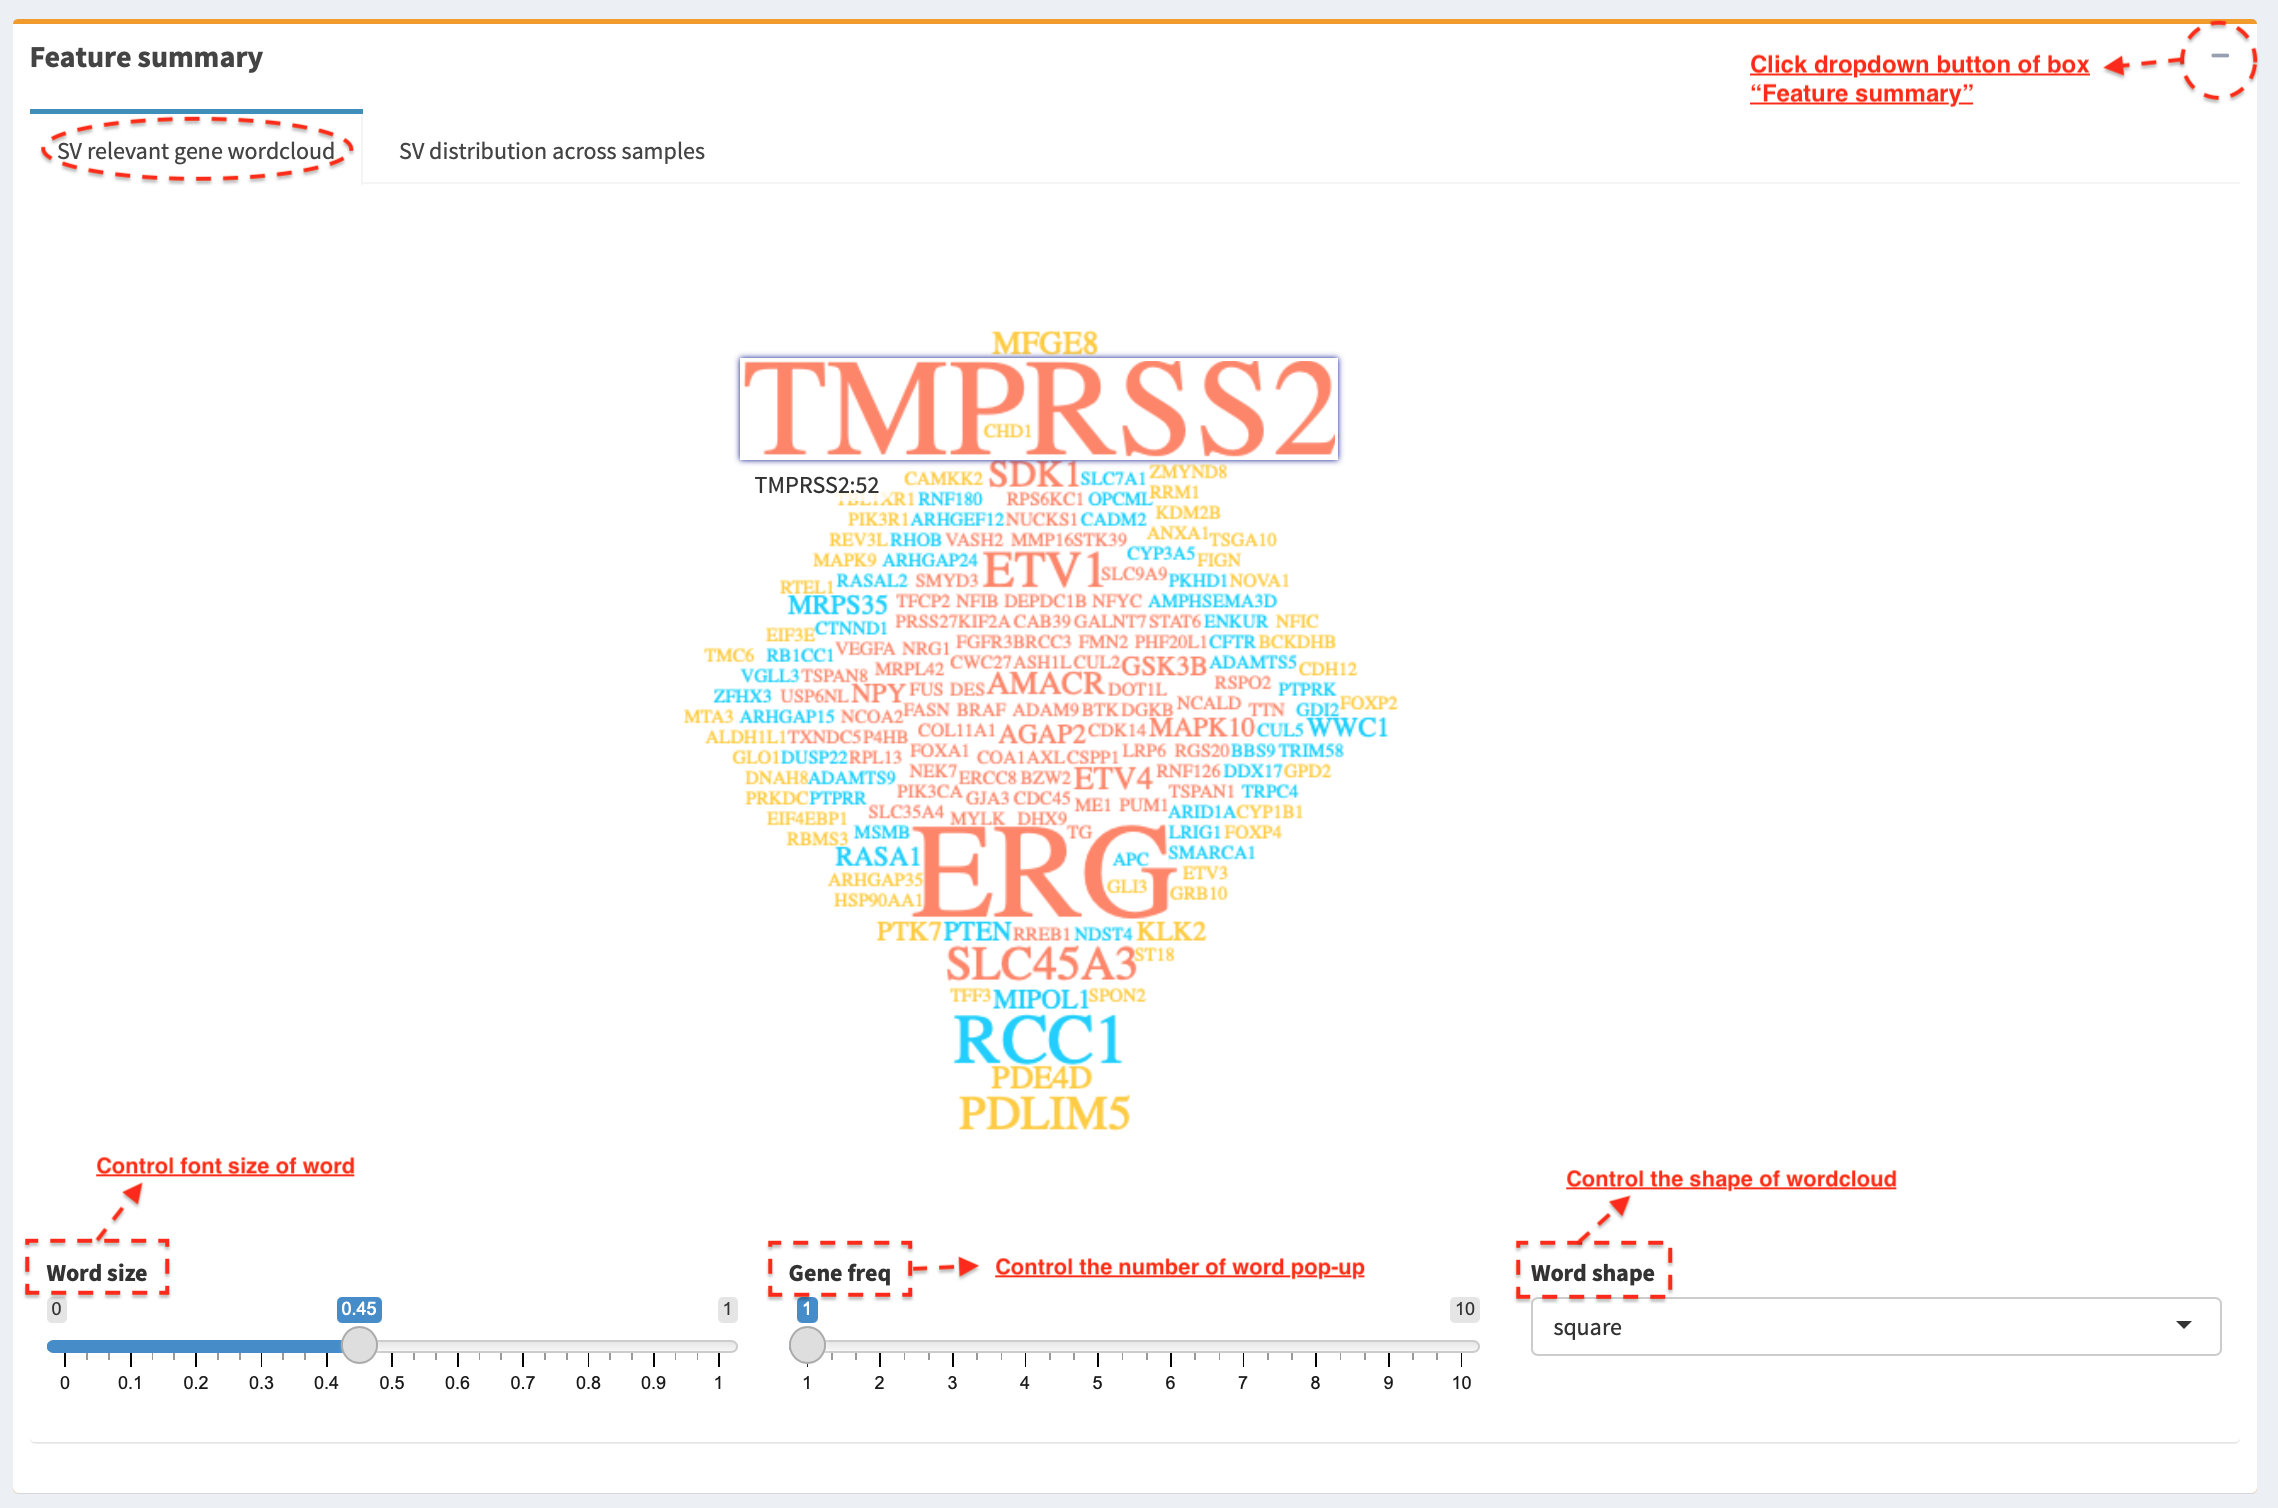 Feature summary
Click dropdown button of box
“Feature summary”
SV relevant gene wordcloud
SV distribution across samples
MFGE8
TMPRSS2
CHD1
TMPRSS2:52
CAMKK2 SDK1 SLC7A1 ZMYND8
RNF180 RPS6KC1 OPCML RRM1
PIK3R1 ARHGEF12 NUCKS1 CADM2 KDM2B
REV3L RHOB VASH2 MMP16 STK39 ANXA1 TSGA10
MAPK9 ARHGAP24 ETV1 CYP3A5 FIGN
RTEL1 RASAL2 SMYD3 SLC9A9 PKHD1 NOVA1
MRPS35 TFCP2 NFIB DEPDC1B NFYC AMPH SEMA3D
EIF3E CTNND1 PRSS27 KIF2A CAB39 GALNT7 STAT6 ENKUR NFIC
TMC6 RB1CC1 VEGFA NRG1 FGFR3 BRCC3 FMN2 PHF20L1 CFTR BCKDHB
VGLL3 TSPAN8 MRPL42 CWC27 ASH1L CUL2 GSK3B ADAMTS5 CDH12
ZFHX3 USP6NL NPY FUS DES AMACR DOT1L RSPO2 PTPRK
MTA3 ARHGAP15 NCOA2 FASN BRAF ADAM9 BTK DGKB NCALD TTN GDI2 FOXP2
ALDH1L1 TXNDC5 P4HB COL11A1 AGAP2 CDK14 MAPK10 CUL5 WWC1
GLO1 DUSP22 RPL13 FOXA1 COA1 AXL CSPP1 LRP6 RGS20 BBS9 TRIM58
DNAH8 ADAMTS9 NEK7 ERCC8 BZW2 ETV4 RNF126 DDX17 GPD2
PRKDC PTPRR PIK3CA GJA3 CDC45 ME1 PUM1 TSPAN1 TRPC4
EIF4EBP1 SLC35A4 MYLK DHX9 ARID1A CYP1B1
RBMS3 MSMB TG LRIG1 FOXP4
RASA1 ERG APC SMARCA1
ARHGAP35 GLI3 ETV3
HSP90AA1 GRB10
PTK7 PTEN RREB1 NDST4 KLK2
SLC45A3 ST18
TFF3 MIPOL1 SPON2
RCC1
PDE4D
PDLIM5
Control font size of word
Control the shape of wordcloud
Word size
Gene freq
Control the number of word pop-up
Word shape
0 0.45 1
1 10
square
0 0.1 0.2 0.3 0.4 0.5 0.6 0.7 0.8 0.9 1
1 2 3 4 5 6 7 8 9 10